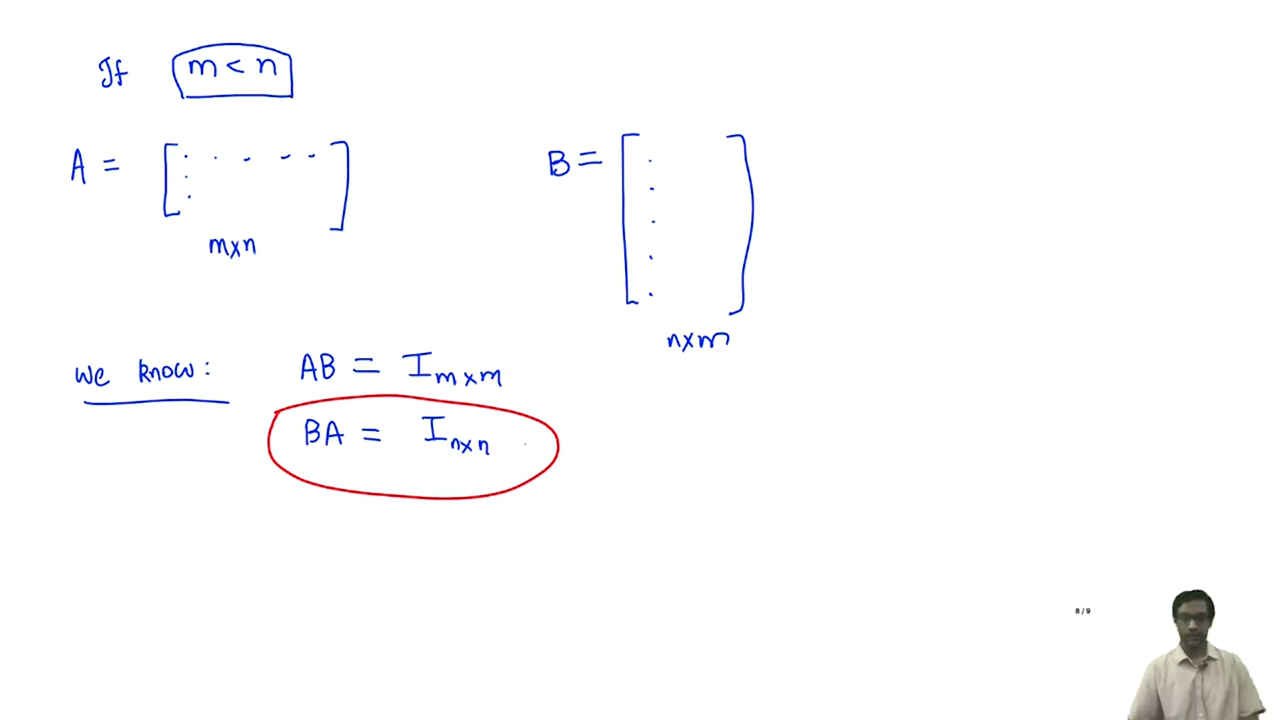 If m < n
A = [ . . . . . . . ] m×n
B = [ . . . . . ] n×m
We know: AB = I m×m
BA = I n×n
8 / 9